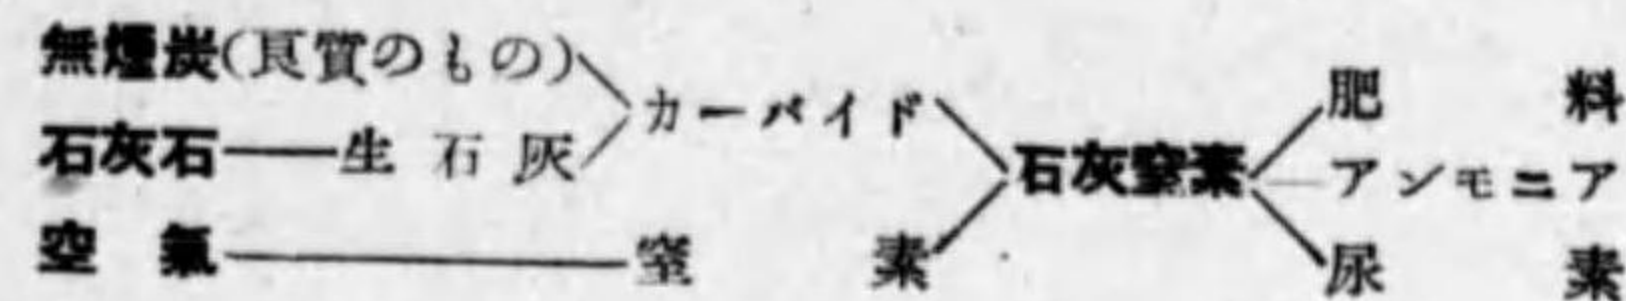 無煙炭(良質のもの)
石灰石
生石灰
カーバイド
空氣
窒素
石灰窒素
肥料
アンモニア
尿素